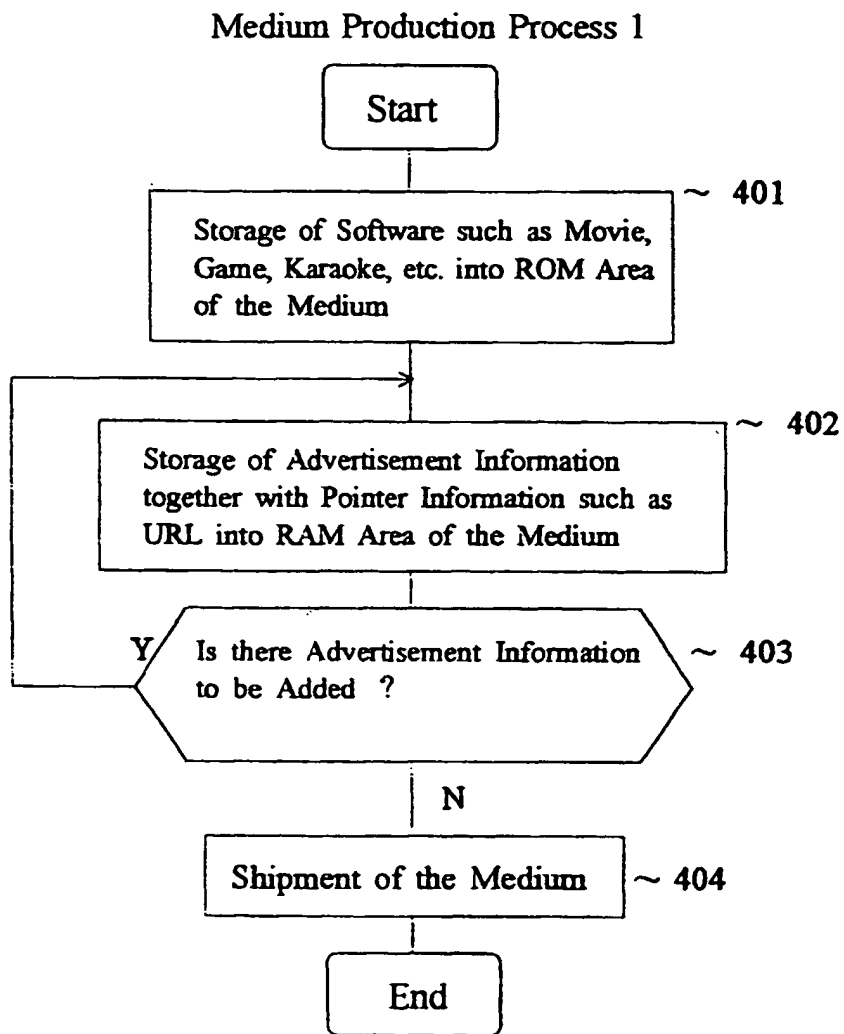 Medium Production Process 1
Start
~ 401
Storage of Software such as Movie,
Game, Karaoke, etc. into ROM Area
of the Medium
~ 402
Storage of Advertisement Information
together with Pointer Information such as
URL into RAM Area of the Medium
Y
Is there Advertisement Information
to be Added ?
~ 403
N
Shipment of the Medium
~ 404
End